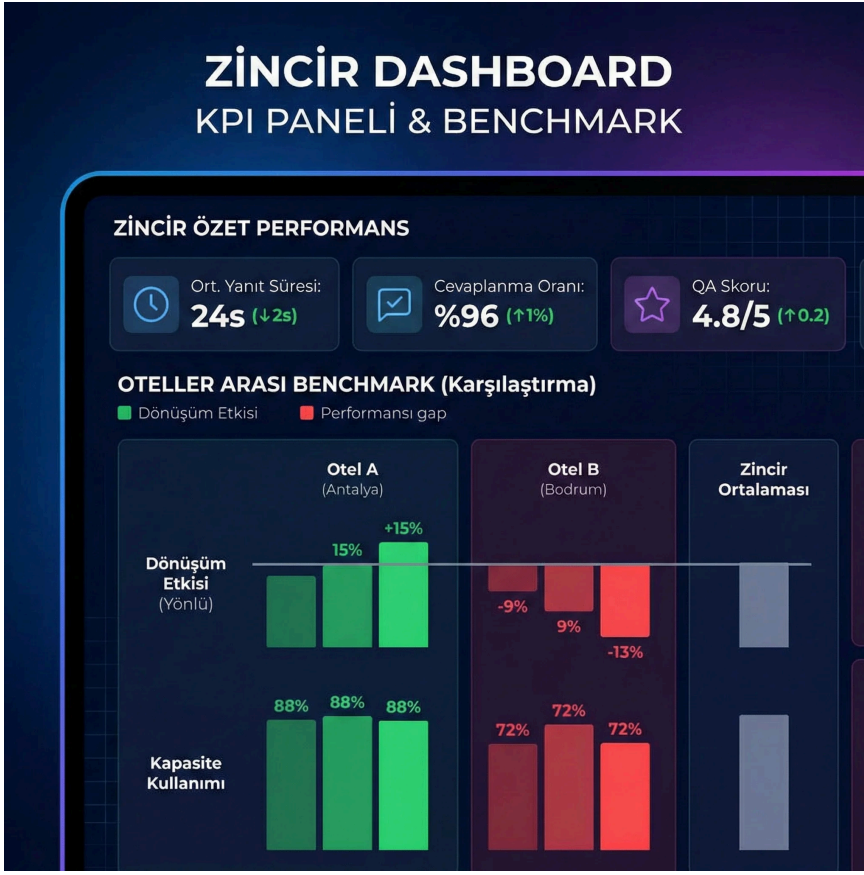 ZİNCİR DASHBOARD
KPI PANELİ & BENCHMARK
ZİNCİR ÖZET PERFORMANS
Ort. Yanıt Süresi:
24s (↓2s)
Cevaplanma Oranı:
%96 (↑1%)
QA Skoru:
4.8/5 (↑0.2)
OTELLER ARASI BENCHMARK (Karşılaştırma)
Dönüşüm Etkisi
Performansı gap
Otel A
(Antalya)
Otel B
(Bodrum)
Zincir
Ortalaması
Dönüşüm
Etkisi
(Yönlü)
15%
+15%
-9%
9%
-13%
Kapasite
Kullanımı
88%
88%
88%
72%
72%
72%